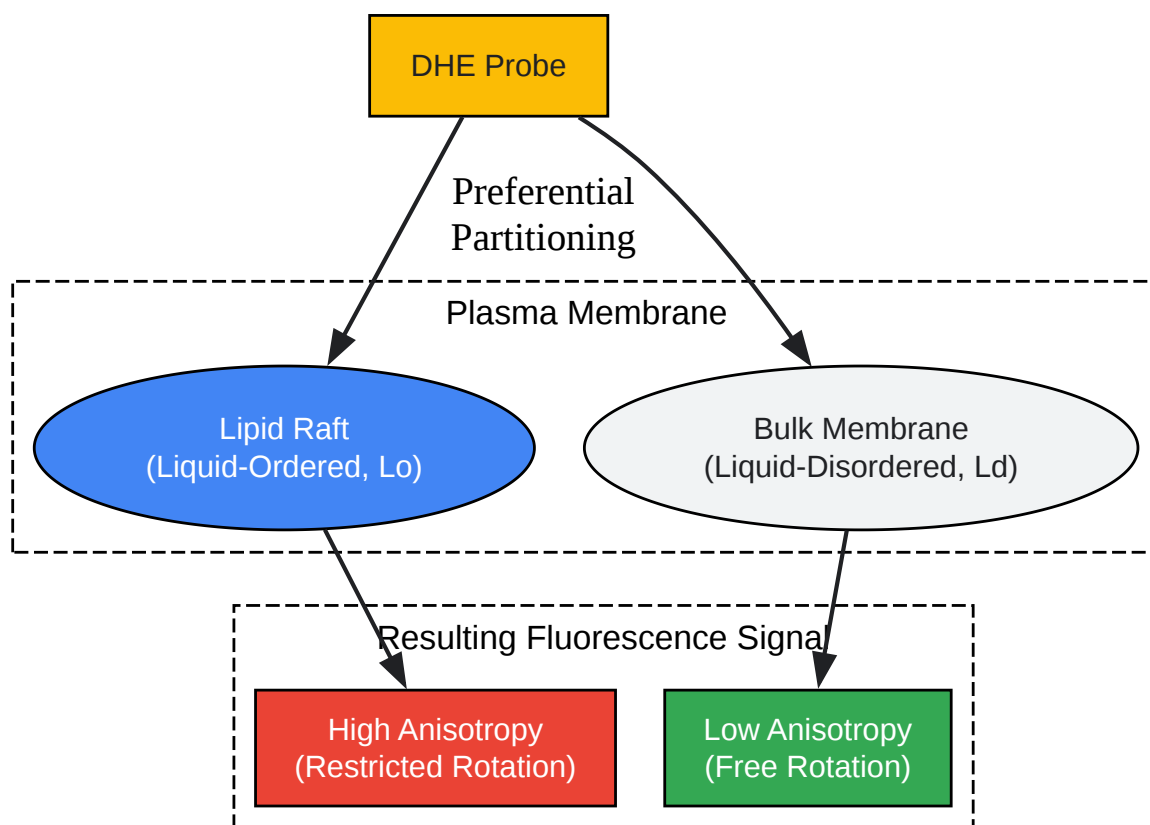 DHE Probe
Preferential
Partitioning
Plasma Membrane
Lipid Raft
(Liquid-Ordered, Lo)
Bulk Membrane
(Liquid-Disordered, Ld)
Resulting Fluorescence Signal
High Anisotropy
(Restricted Rotation)
Low Anisotropy
(Free Rotation)